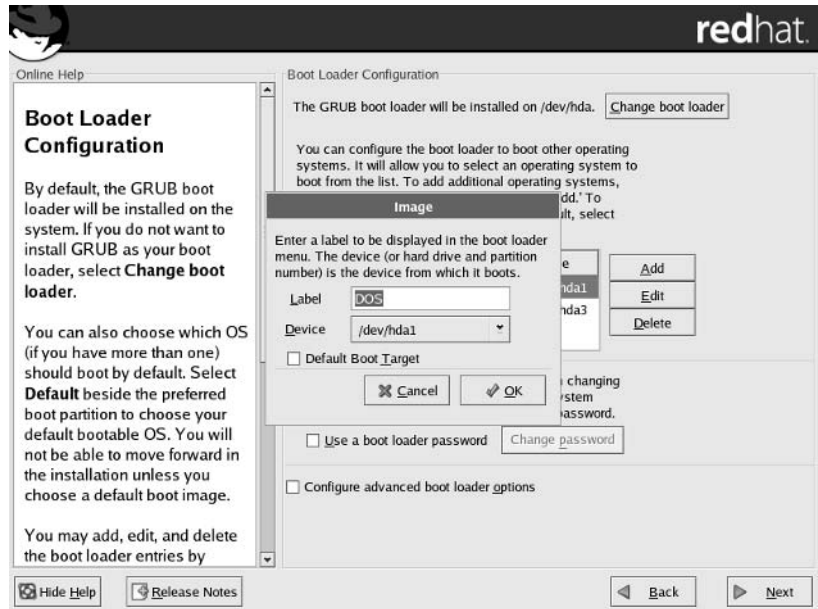 redhat.
Online Help
Boot Loader
Configuration
By default, the GRUB boot
loader will be installed on the
system. If you do not want to
install GRUB as your boot
loader, select Change boot
loader.
You can also choose which OS
(if you have more than one)
should boot by default. Select
Default beside the preferred
boot partition to choose your
default bootable OS. You will
not be able to move forward in
the installation unless you
choose a default boot image.
You may add, edit, and delete
the boot loader entries by
Boot Loader Configuration
The GRUB boot loader will be installed on /dev/hda.
Change boot loader
You can configure the boot loader to boot other operating
systems. It will allow you to select an operating system to
boot from the list. To add additional operating systems,
dd.' To
ult, select
Image
Enter a label to be displayed in the boot loader
menu. The device (or hard drive and partition
number) is the device from which it boots.
Label DOS
Device /dev/hda1
Default Boot Target
Cancel OK
e
hda1
hda3
Add
Edit
Delete
changing
ystem
password.
Use a boot loader password Change password
Configure advanced boot loader options
Hide Help Release Notes Back Next